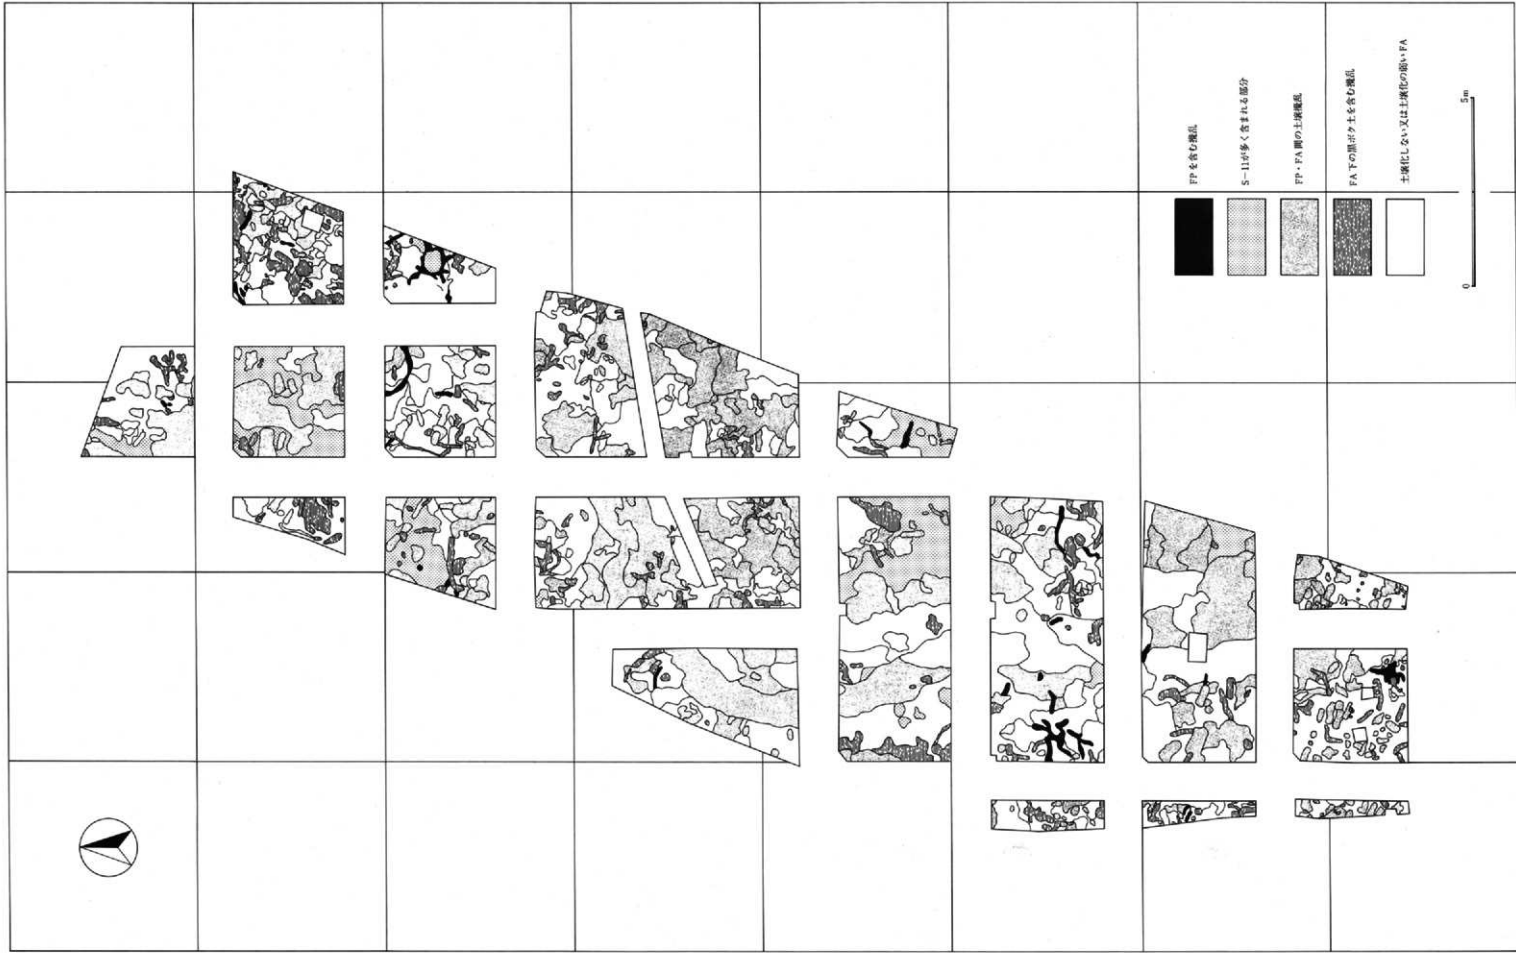 FPを含む攪乱
S-11が多く含まれる部分
FP・FA間の土壌攪乱
FA下の黒ボク土を含む攪乱
土壌化しない又は土壌化の弱いFA
0
5m